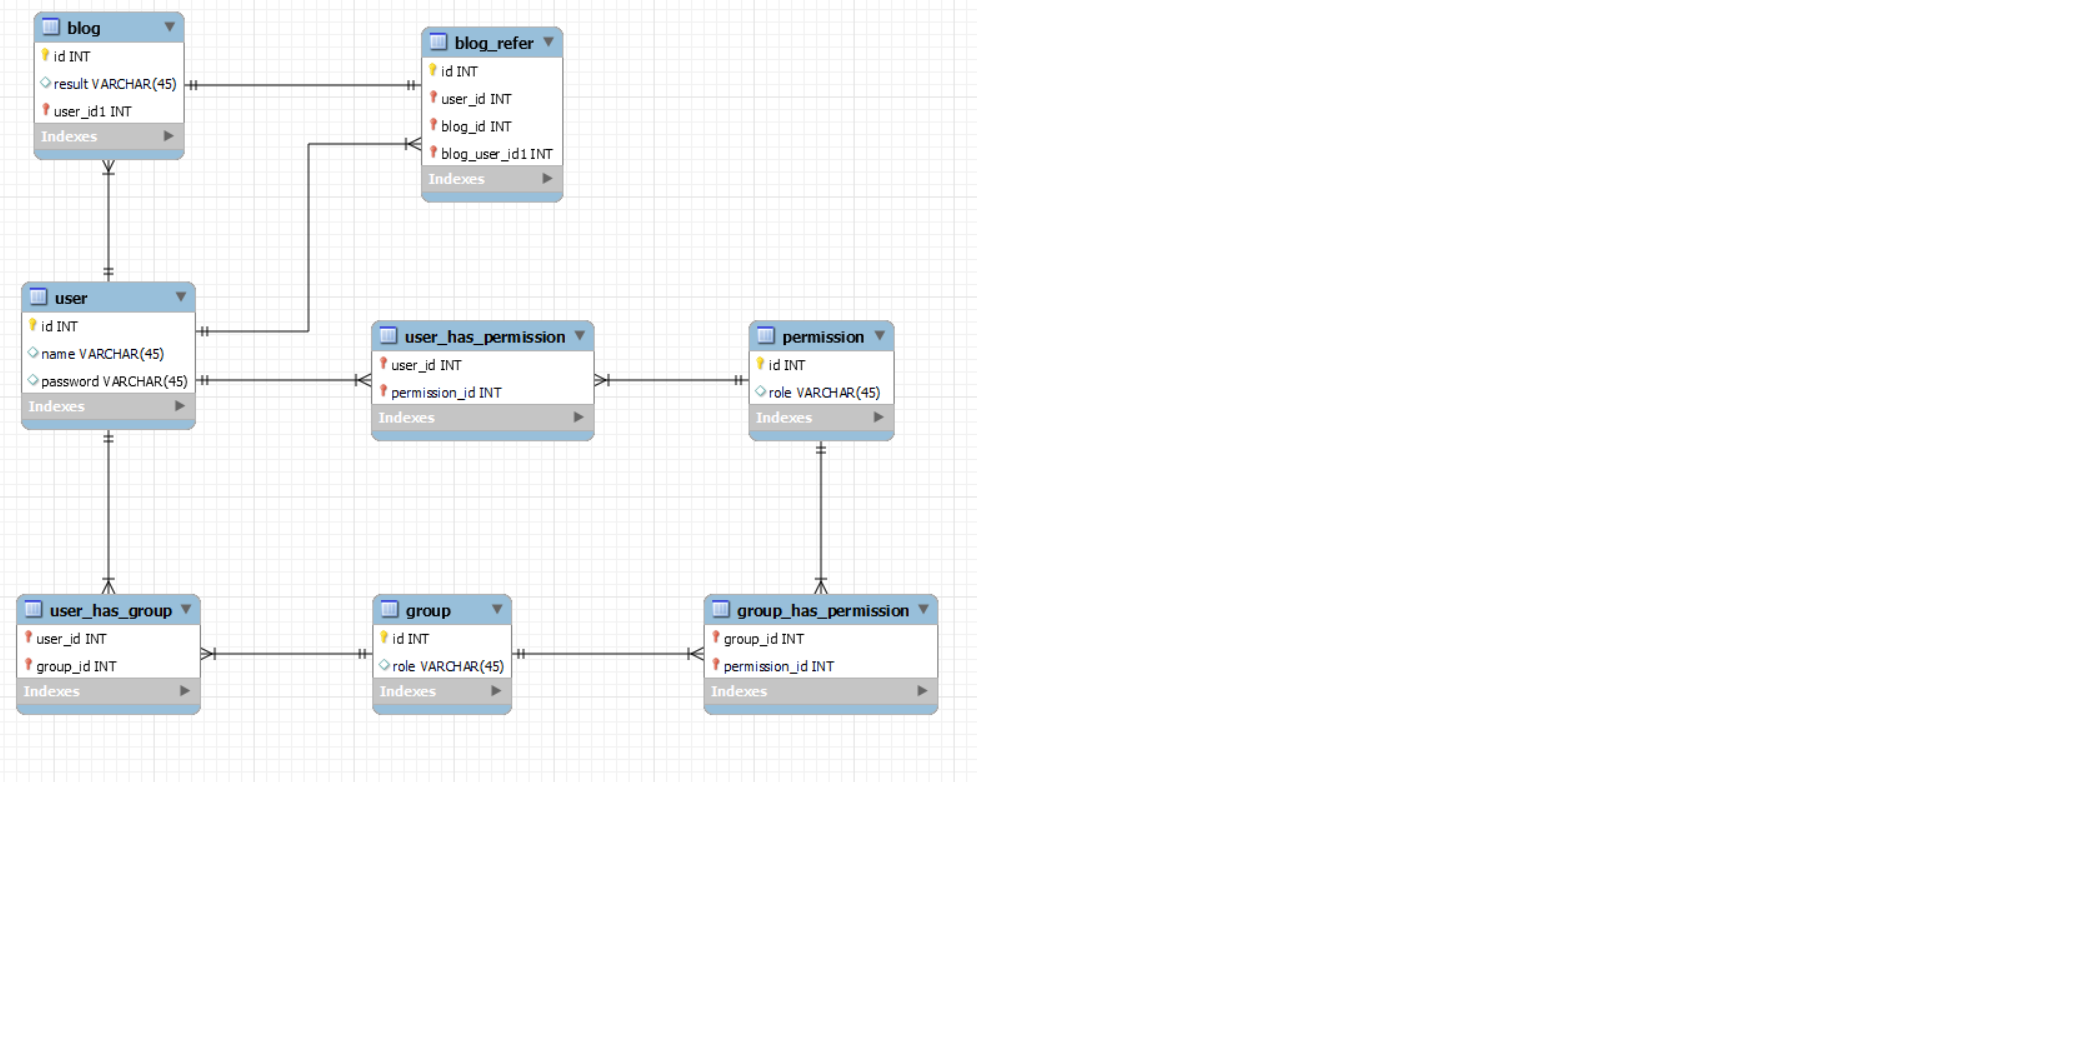 blog
id INT
result VARCHAR(45)
user_id1 INT
Indexes
blog_refer
id INT
user_id INT
blog_id INT
blog_user_id1 INT
Indexes
user
id INT
name VARCHAR(45)
password VARCHAR(45)
Indexes
user_has_permission
user_id INT
permission_id INT
Indexes
permission
id INT
role VARCHAR(45)
Indexes
user_has_group
user_id INT
group_id INT
Indexes
group
id INT
role VARCHAR(45)
Indexes
group_has_permission
group_id INT
permission_id INT
Indexes